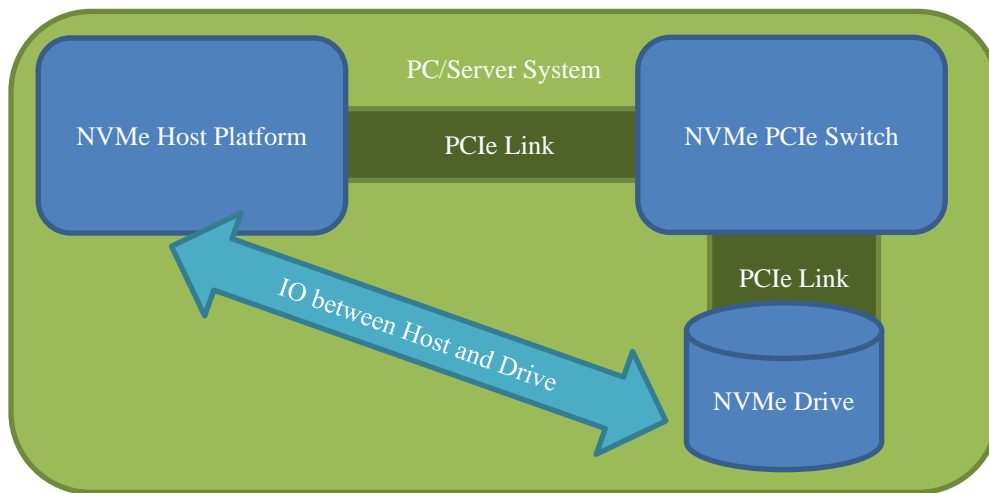 PC/Server System
NVMe Host Platform
PCIe Link
NVMe PCIe Switch
PCIe Link
IO between Host and Drive
NVMe Drive